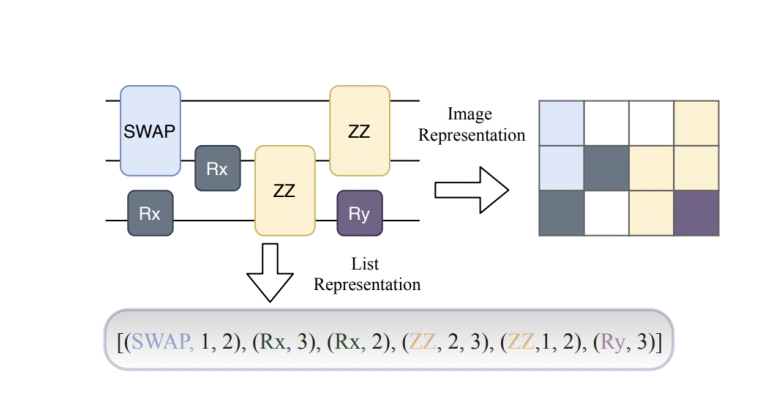 SWAP
ZZ
Rx
ZZ
Rx
Ry
Image
Representation
List
Representation
[(SWAP, 1, 2), (Rx, 3), (Rx, 2), (ZZ, 2, 3), (ZZ,1, 2), (Ry, 3)]